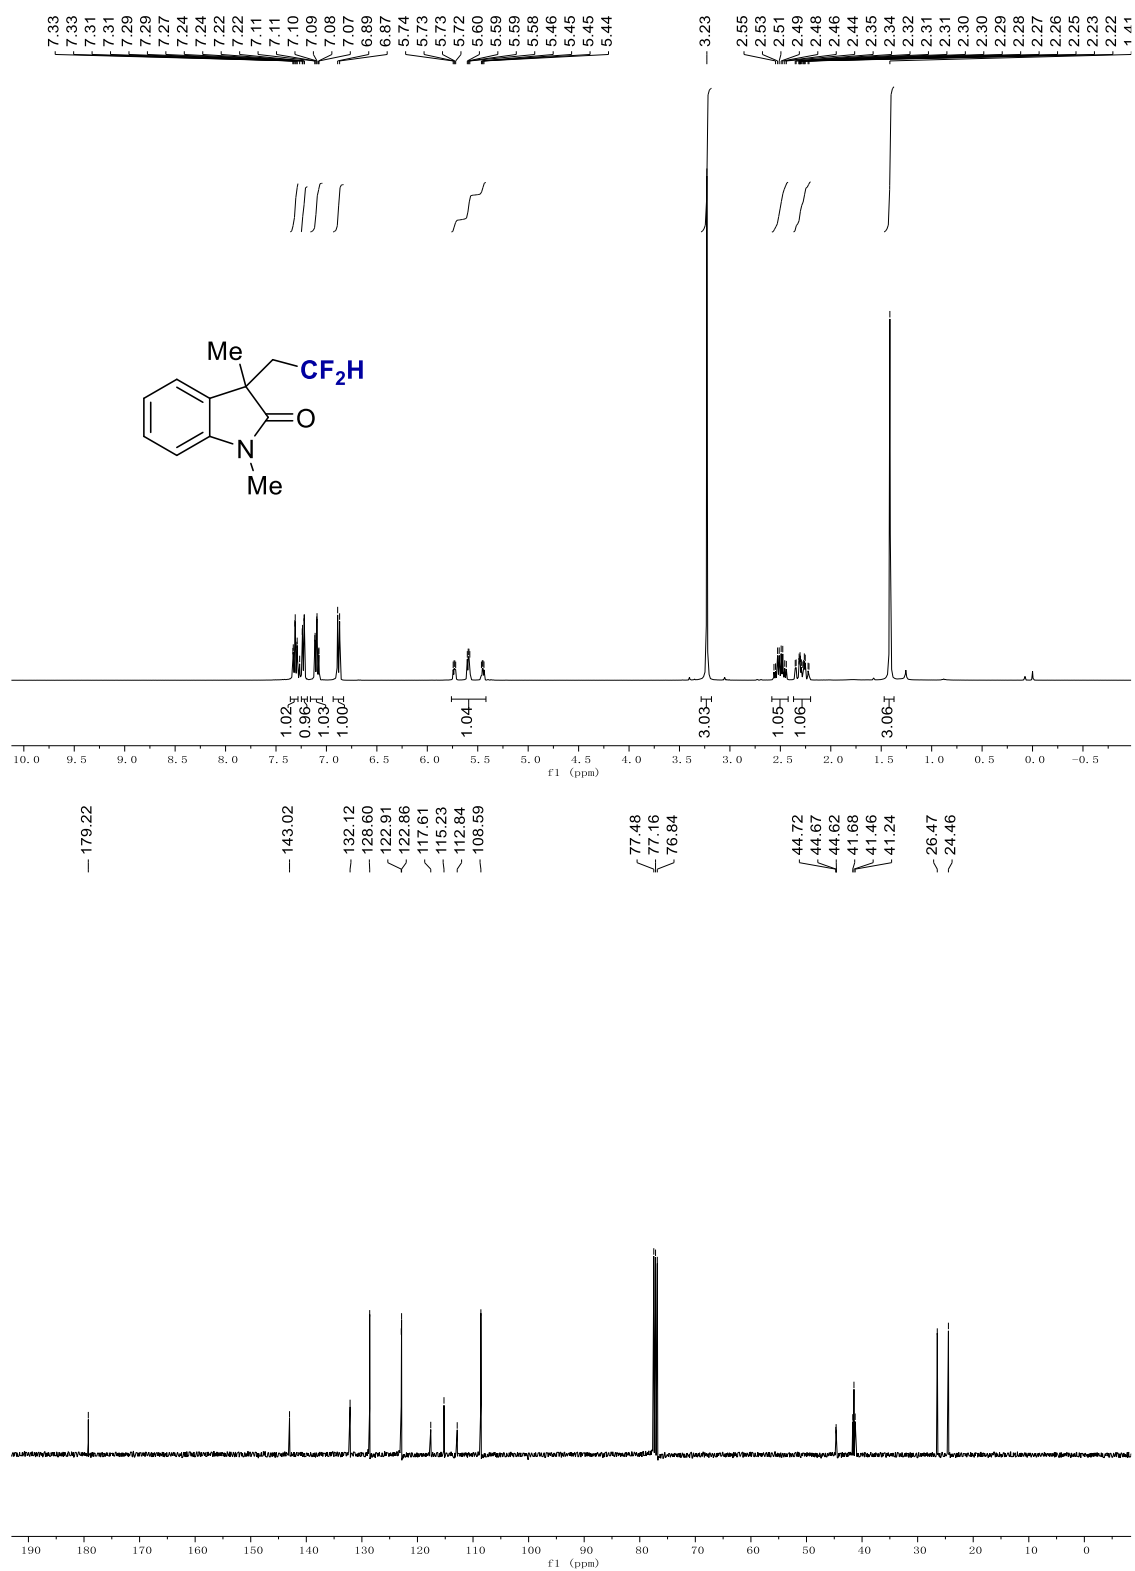 7.33 7.33 7.31 7.31 7.29 7.29 7.27 7.24 7.24 7.22 7.22 7.11 7.11 7.10 7.09 7.08 7.07 6.89 6.87 5.74 5.73 5.73 5.72 5.60 5.59 5.59 5.58 5.46 5.45 5.45 5.44 3.23 2.55 2.53 2.51 2.49 2.48 2.46 2.44 2.35 2.34 2.32 2.31 2.31 2.30 2.30 2.29 2.28 2.27 2.26 2.25 2.23 2.22 1.41
Me
CF2H
O
N
Me
1.02 0.96 1.03 1.00 1.04 3.03 1.05 1.06 3.06
10.0 9.5 9.0 8.5 8.0 7.5 7.0 6.5 6.0 5.5 5.0 4.5 4.0 3.5 3.0 2.5 2.0 1.5 1.0 0.5 0.0 -0.5
f1 (ppm)
179.22 143.02 132.12 128.60 122.91 122.86 117.61 115.23 112.84 108.59 77.48 77.16 76.84 44.72 44.67 44.62 41.68 41.46 41.24 26.47 24.46
190 180 170 160 150 140 130 120 110 100 90 80 70 60 50 40 30 20 10 0
f1 (ppm)